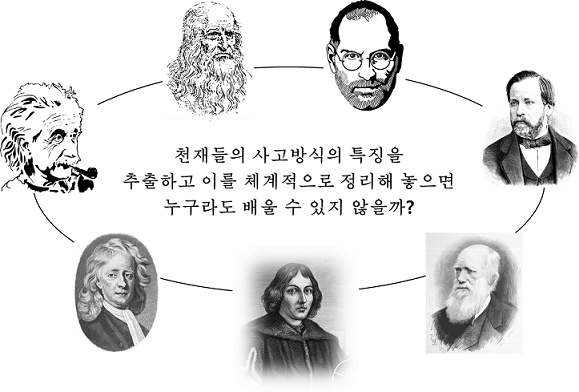 천재들의 사고방식의 특징을
추출하고 이를 체계적으로 정리해 놓으면
누구라도 배울 수 있지 않을까?